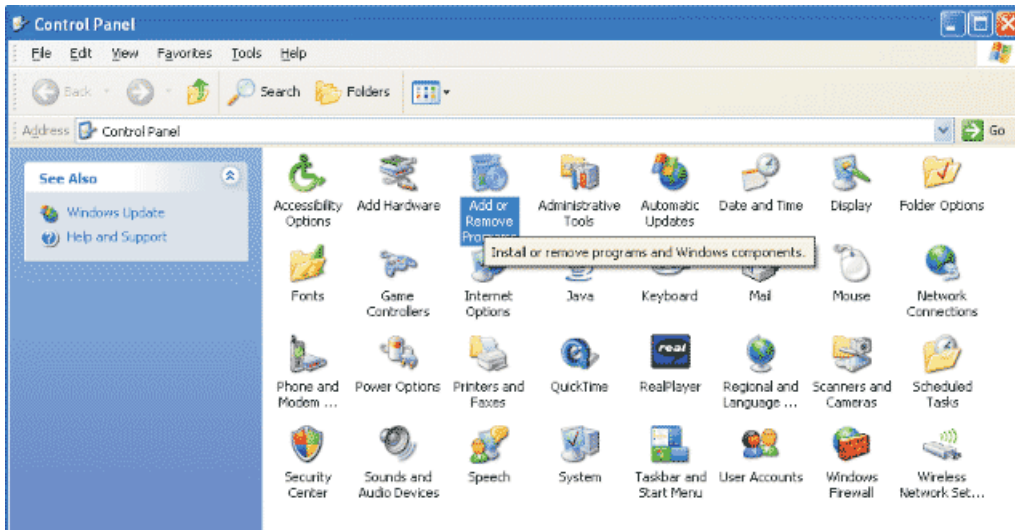 Control Panel
File Edit View Favorites Tools Help
Back Search Folders
Address Control Panel Go
See Also
Windows Update
Help and Support
Accessibility Options
Add Hardware
Add or Remove Programs
Administrative Tools
Automatic Updates
Date and Time
Display
Folder Options
Install or remove programs and Windows components.
Fonts
Game Controllers
Internet Options
Java
Keyboard
Mail
Mouse
Network Connections
Phone and Modem ...
Power Options
Printers and Faxes
QuickTime
real
RealPlayer
Regional and Language ...
Scanners and Cameras
Scheduled Tasks
Security Center
Sounds and Audio Devices
Speech
System
Taskbar and Start Menu
User Accounts
Windows Firewall
Wireless Network Set...